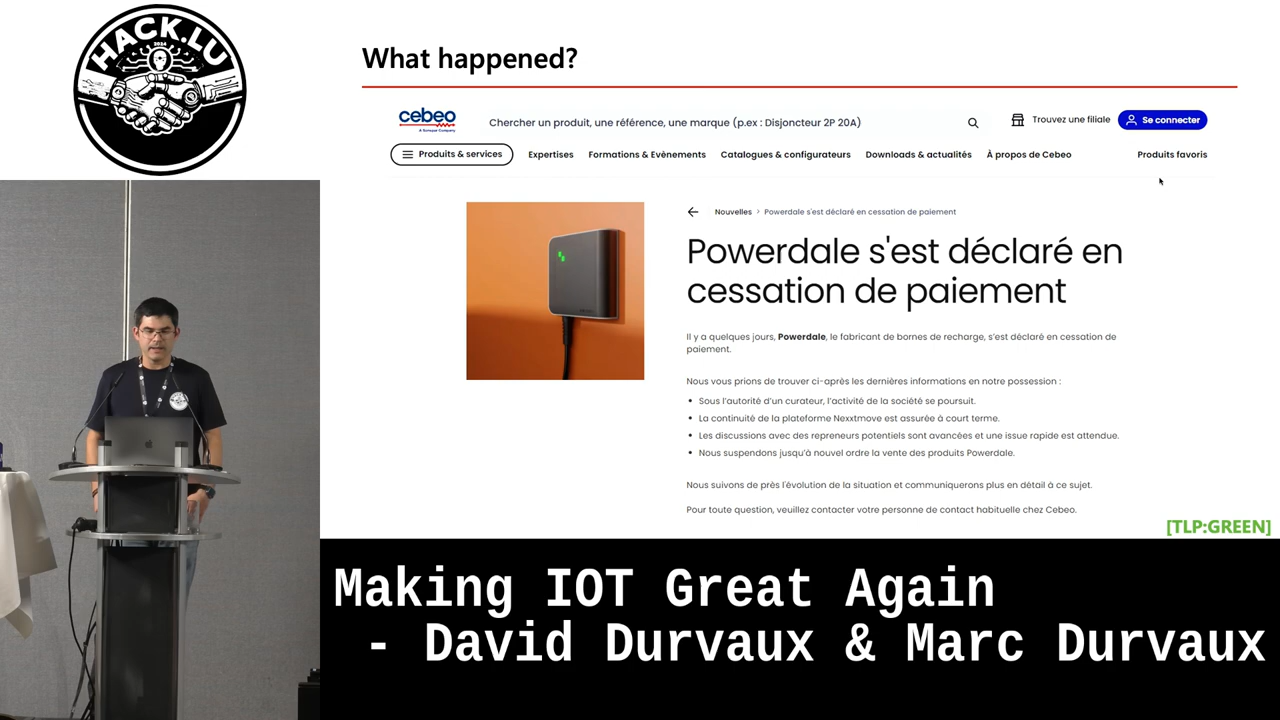 HACK.LU
2024
What happened?
cebeo
A Sonepar Company
Chercher un produit, une référence, une marque (p.ex : Disjoncteur 2P 20A)
Trouvez une filiale
Se connecter
Produits & services
Expertises
Formations & Evènements
Catalogues & configurateurs
Downloads & actualités
À propos de Cebeo
Produits favoris
Nouvelles > Powerdale s'est déclaré en cessation de paiement
Powerdale s'est déclaré en
cessation de paiement
Il y a quelques jours, Powerdale, le fabricant de bornes de recharge, s'est déclaré en cessation de
paiement.
Nous vous prions de trouver ci-après les dernières informations en notre possession :
• Sous l'autorité d'un curateur, l'activité de la société se poursuit.
• La continuité de la plateforme Nexxtmove est assurée à court terme.
• Les discussions avec des repreneurs potentiels sont avancées et une issue rapide est attendue.
• Nous suspendons jusqu'à nouvel ordre la vente des produits Powerdale.
Nous suivons de près l'évolution de la situation et communiquerons plus en détail à ce sujet.
Pour toute question, veuillez contacter votre personne de contact habituelle chez Cebeo.
[TLP:GREEN]
Making IOT Great Again
- David Durvaux & Marc Durvaux